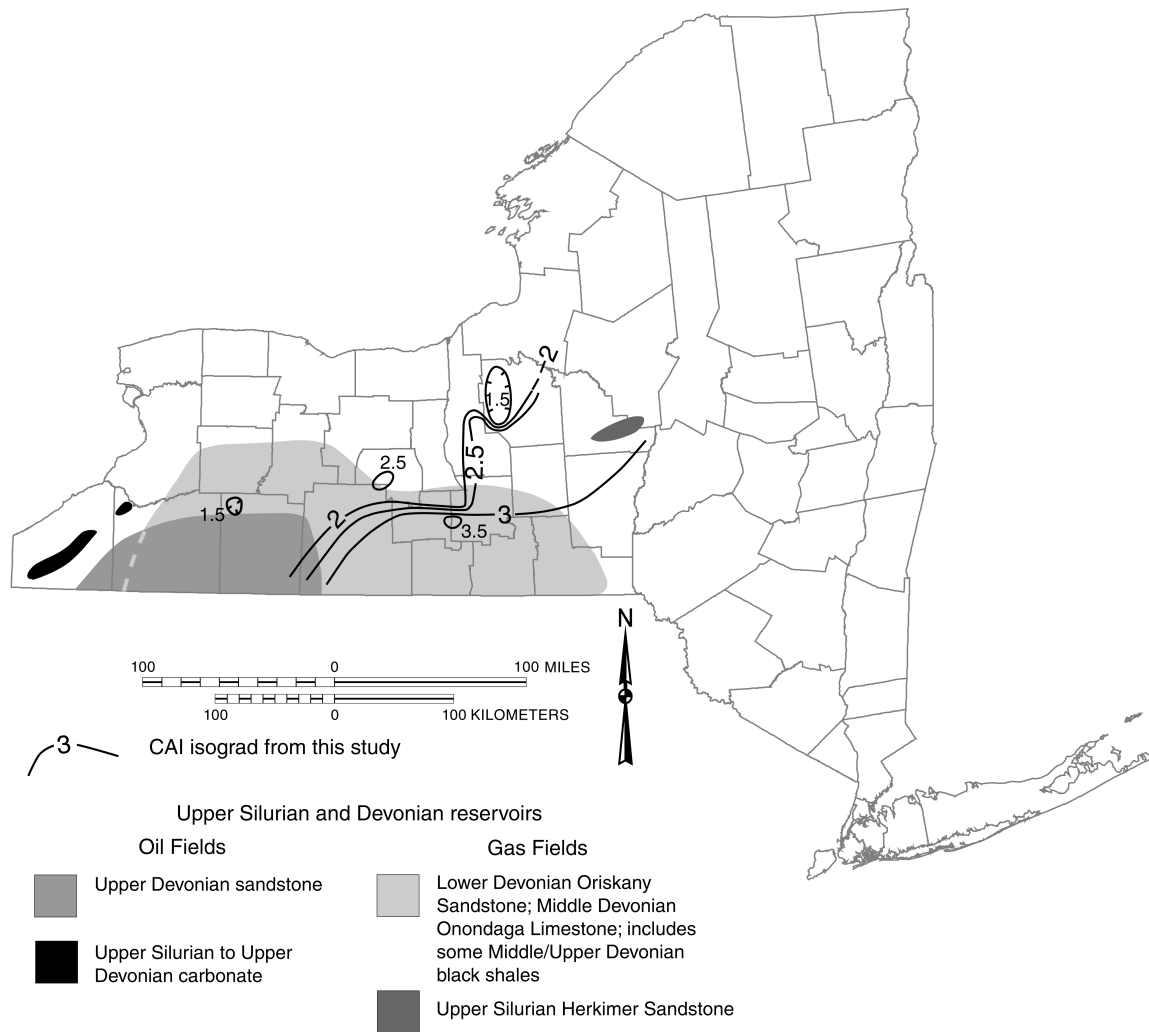 2
1.5
2.5
2.5
1.5
2
3
3.5
N
100 0 100 MILES
100 0 100 KILOMETERS
3 CAI isograd from this study
Upper Silurian and Devonian reservoirs
Oil Fields
Gas Fields
Upper Devonian sandstone
Upper Silurian to Upper
Devonian carbonate
Lower Devonian Oriskany
Sandstone; Middle Devonian
Onondaga Limestone; includes
some Middle/Upper Devonian
black shales
Upper Silurian Herkimer Sandstone